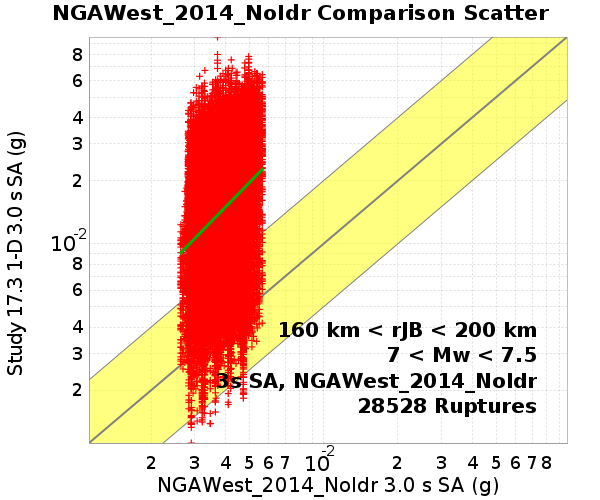 NGAWest_2014_NoIdr Comparison Scatter
Study 17.3 1-D 3.0 s SA (g)
8
6
4
3
2
10-2
8
6
4
3
2
160 km < rJB < 200 km
7 < Mw < 7.5
3s SA, NGAWest_2014_NoIdr
28528 Ruptures
2 3 4 5 6 7 10-2 2 3 4 5 6 7 8
NGAWest_2014_NoIdr 3.0 s SA (g)